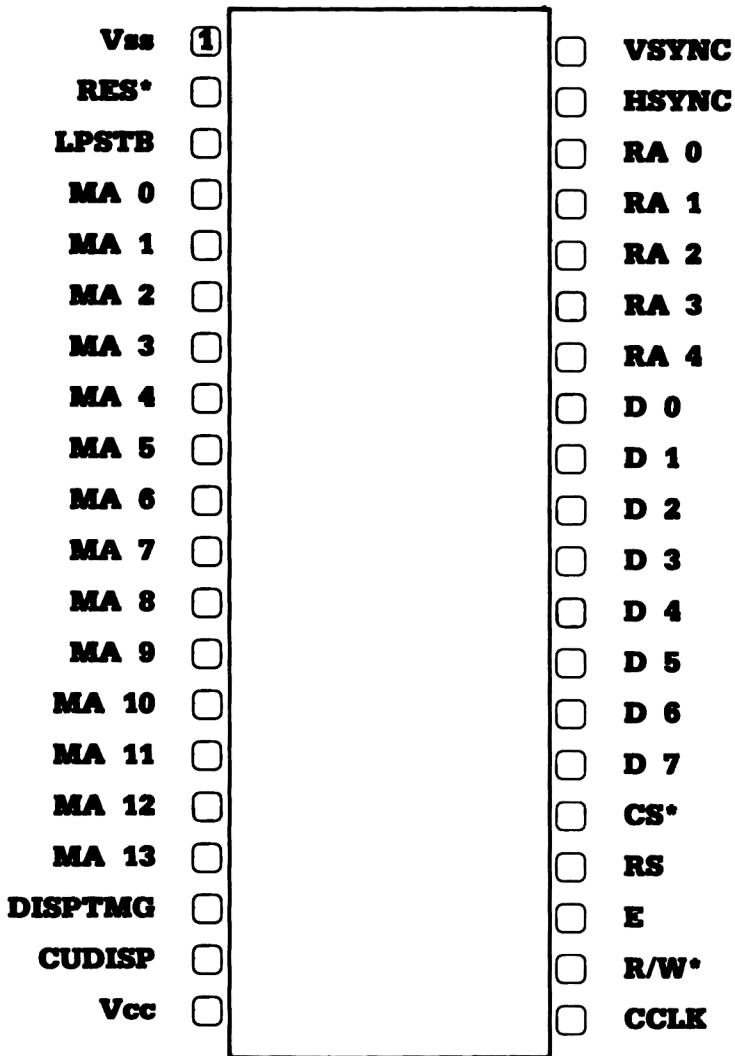 Vss 1 VSYNC
RES* HSYNC
LPSTB RA 0
MA 0 RA 1
MA 1 RA 2
MA 2 RA 3
MA 3 RA 4
MA 4 D 0
MA 5 D 1
MA 6 D 2
MA 7 D 3
MA 8 D 4
MA 9 D 5
MA 10 D 6
MA 11 D 7
MA 12 CS*
MA 13 RS
DISPTMG E
CUDISP R/W*
Vcc CCLK